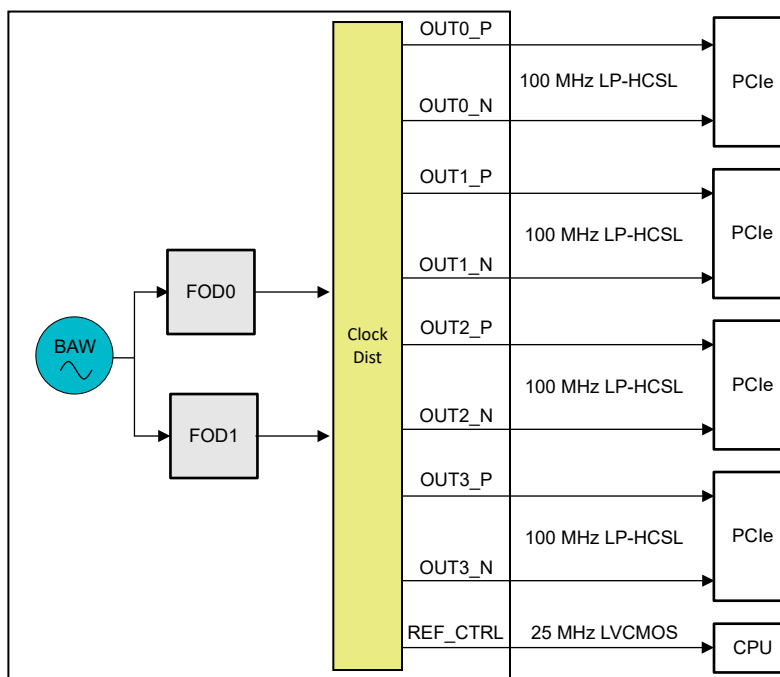 OUT0_P
100 MHz LP-HCSL
PCIe
OUT0_N
OUT1_P
100 MHz LP-HCSL
PCIe
OUT1_N
FOD0
BAW
Clock
Dist
OUT2_P
100 MHz LP-HCSL
PCIe
OUT2_N
FOD1
OUT3_P
100 MHz LP-HCSL
PCIe
OUT3_N
REF_CTRL
25 MHz LVCMOS
CPU